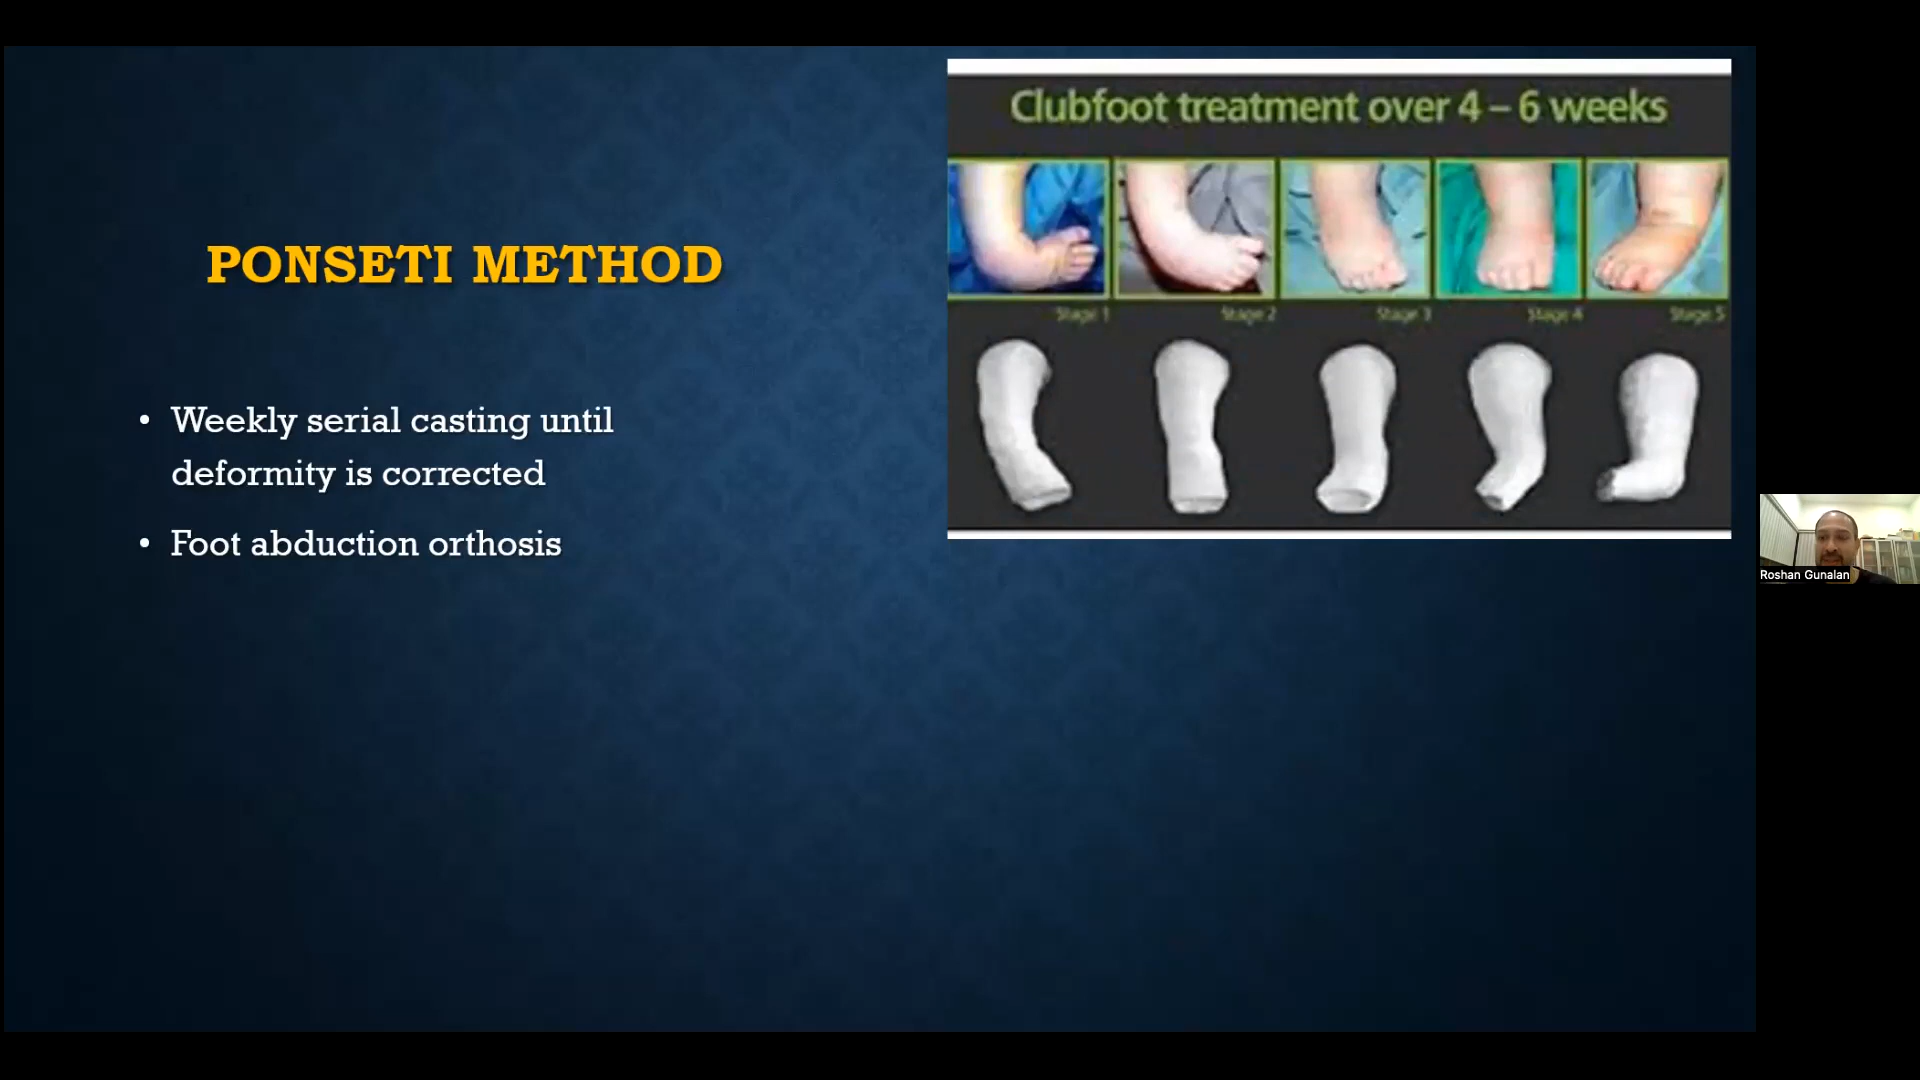 Clubfoot treatment over 4 – 6 weeks
PONSETI METHOD
Stage 1 Stage 2 Stage 3 Stage 4 Stage 5
• Weekly serial casting until
deformity is corrected
• Foot abduction orthosis
Roshan Gunalan